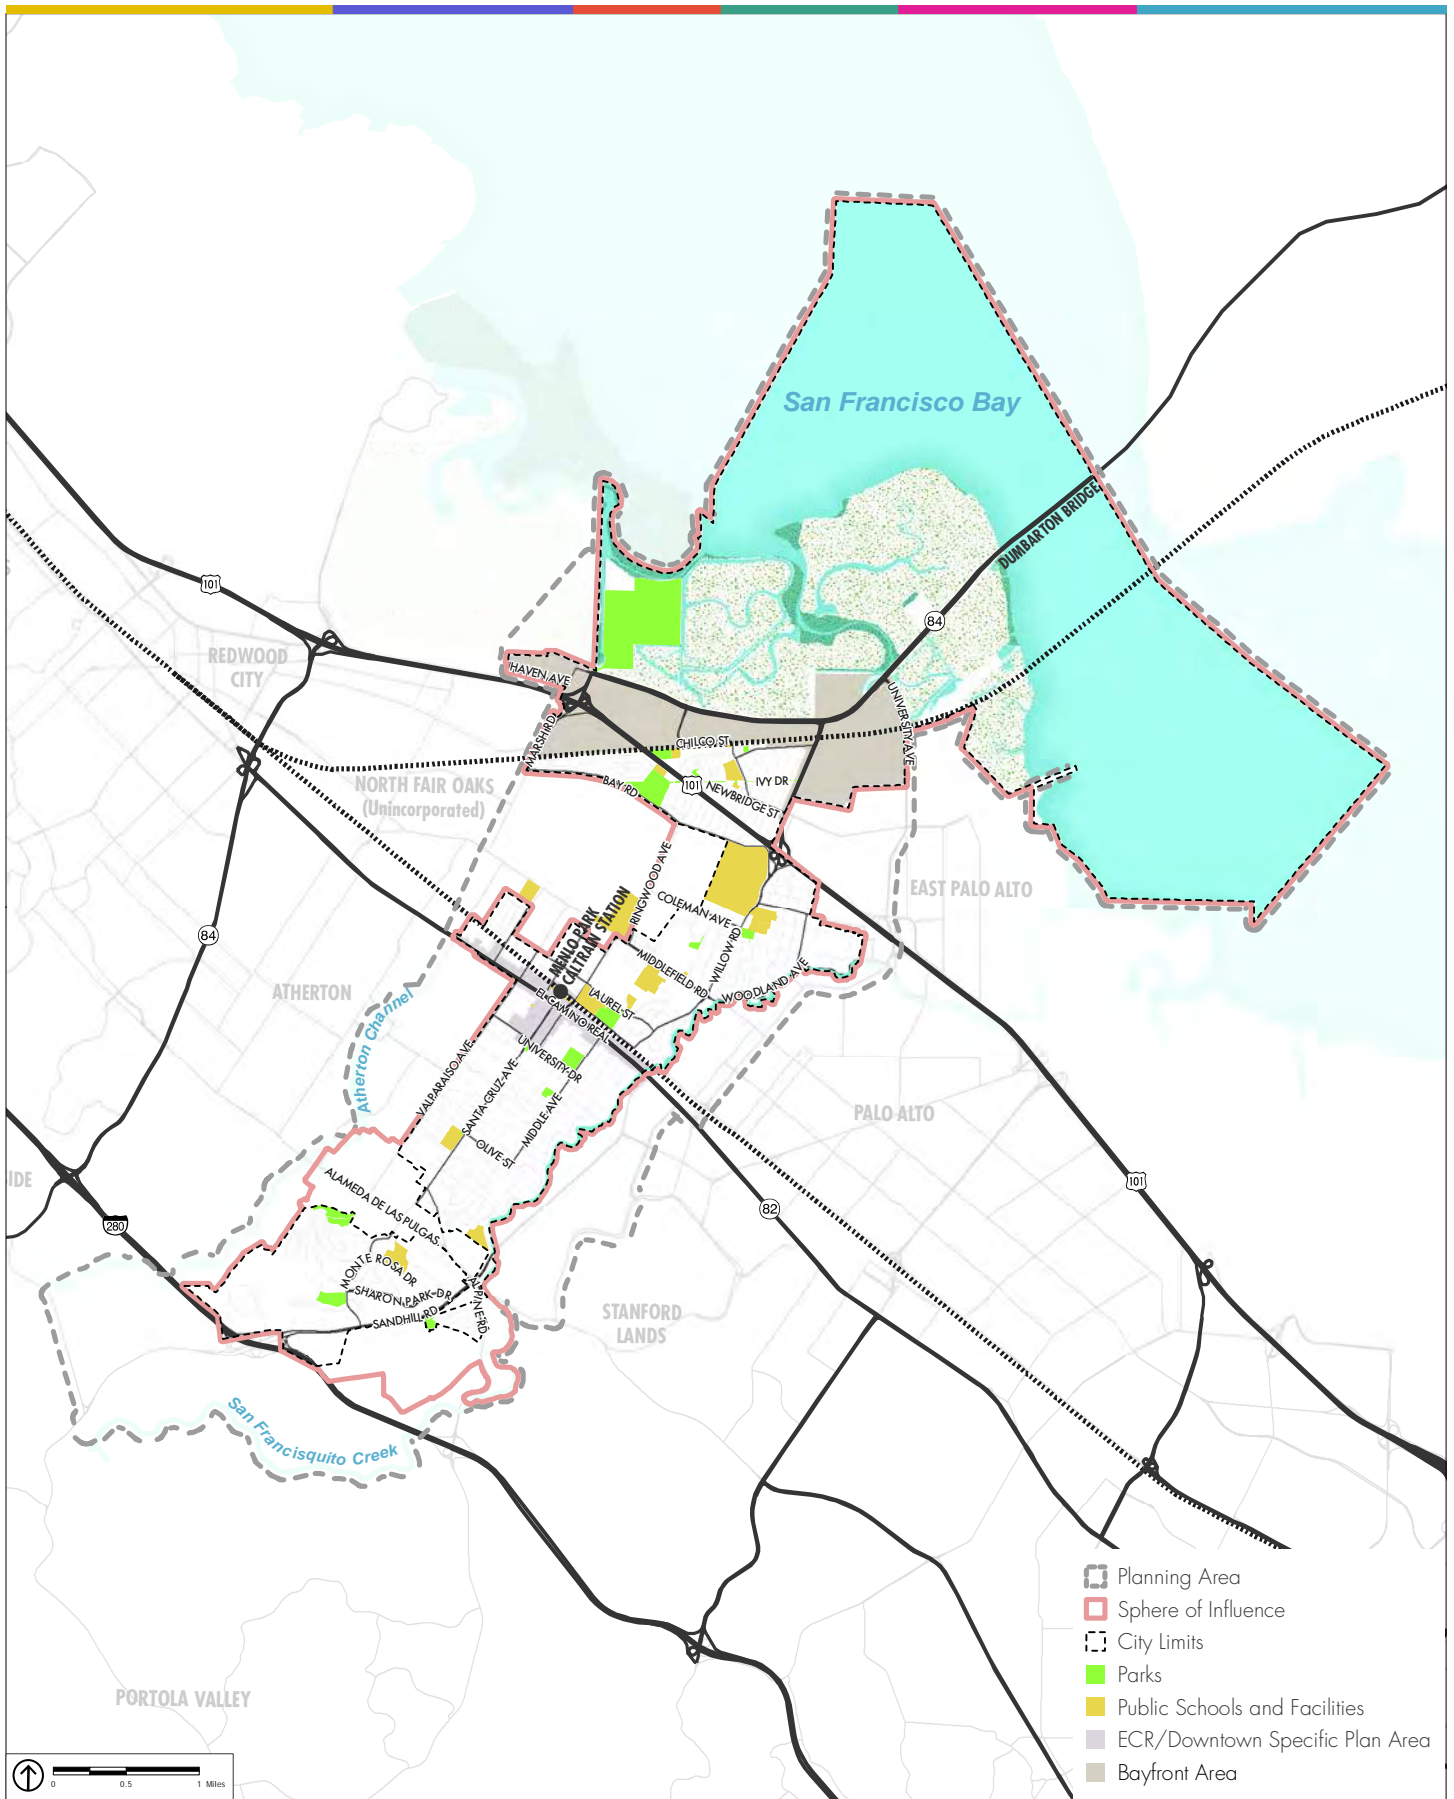 San Francisco Bay
DUMBARTON BRIDGE
101
84
REDWOOD
CITY
HAVEN AVE
UNIVERSITY AVE
MARSH RD
CHILCO ST
NORTH FAIR OAKS
(Unincorporated)
BAY RD
101
IVY DR
NEWBRIDGE ST
EAST PALO ALTO
RINGWOOD AVE
COLEMAN AVE
MENLO PARK
CALTRAIN STATION
WILLOW RD
84
MIDDLEFIELD RD
WOODLAND AVE
ATHERTON
LAUREL ST
EL CAMINO REAL
Atherton Channel
UNIVERSITY DR
VALPARAISO AVE
SANTA CRUZ AVE
MIDDLE AVE
OLIVE ST
PALO ALTO
IDE
ALAMEDA DE LAS PULGAS
101
82
280
MONTE ROSA DR
SHARON PARK DR
SANDHILL RD
ALPINE RD
STANFORD
LANDS
San Francisquito Creek
PORTOLA VALLEY
Planning Area
Sphere of Influence
City Limits
Parks
Public Schools and Facilities
ECR/Downtown Specific Plan Area
Bayfront Area
0 0.5 1 Miles